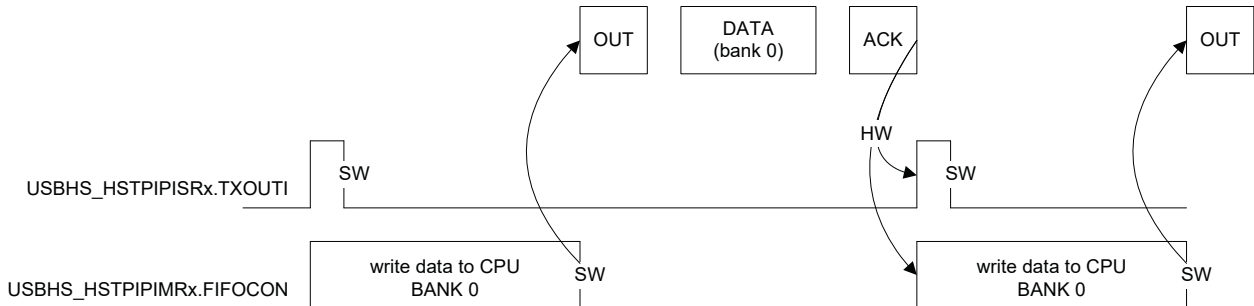 OUT
DATA
(bank 0)
ACK
OUT
HW
SW
SW
USBHS_HSTPIPISRx.TXOUTI
write data to CPU
BANK 0
SW
write data to CPU
BANK 0
SW
USBHS_HSTPIPIMRx.FIFOCON